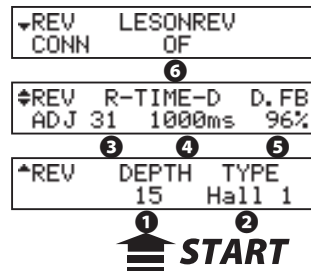 REV LESONREV
CONN OF
❻
REV R-TIME-D D.FB
ADJ 31 1000ms 96%
❸ ❹ ❺
REV DEPTH TYPE
15 Hall 1
❶ ❷
START